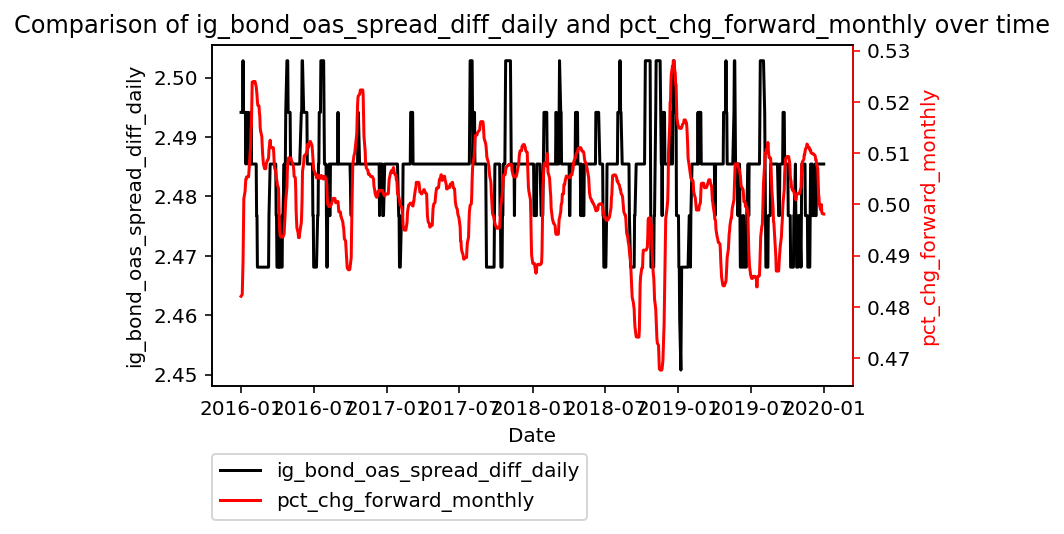 Comparison of ig_bond_oas_spread_diff_daily and pct_chg_forward_monthly over time
ig_bond_oas_spread_diff_daily
2.50
2.49
2.48
2.47
2.46
2.45
0.53
0.52
0.51
0.50
0.49
0.48
0.47
pct_chg_forward_monthly
2016-01 2016-07 2017-01 2017-07 2018-01 2018-07 2019-01 2019-07 2020-01
Date
ig_bond_oas_spread_diff_daily
pct_chg_forward_monthly